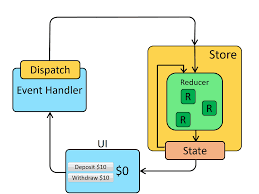 Dispatch
Event Handler
Store
Reducer
R
R
R
State
UI
Deposit $10
Withdraw $10
$0